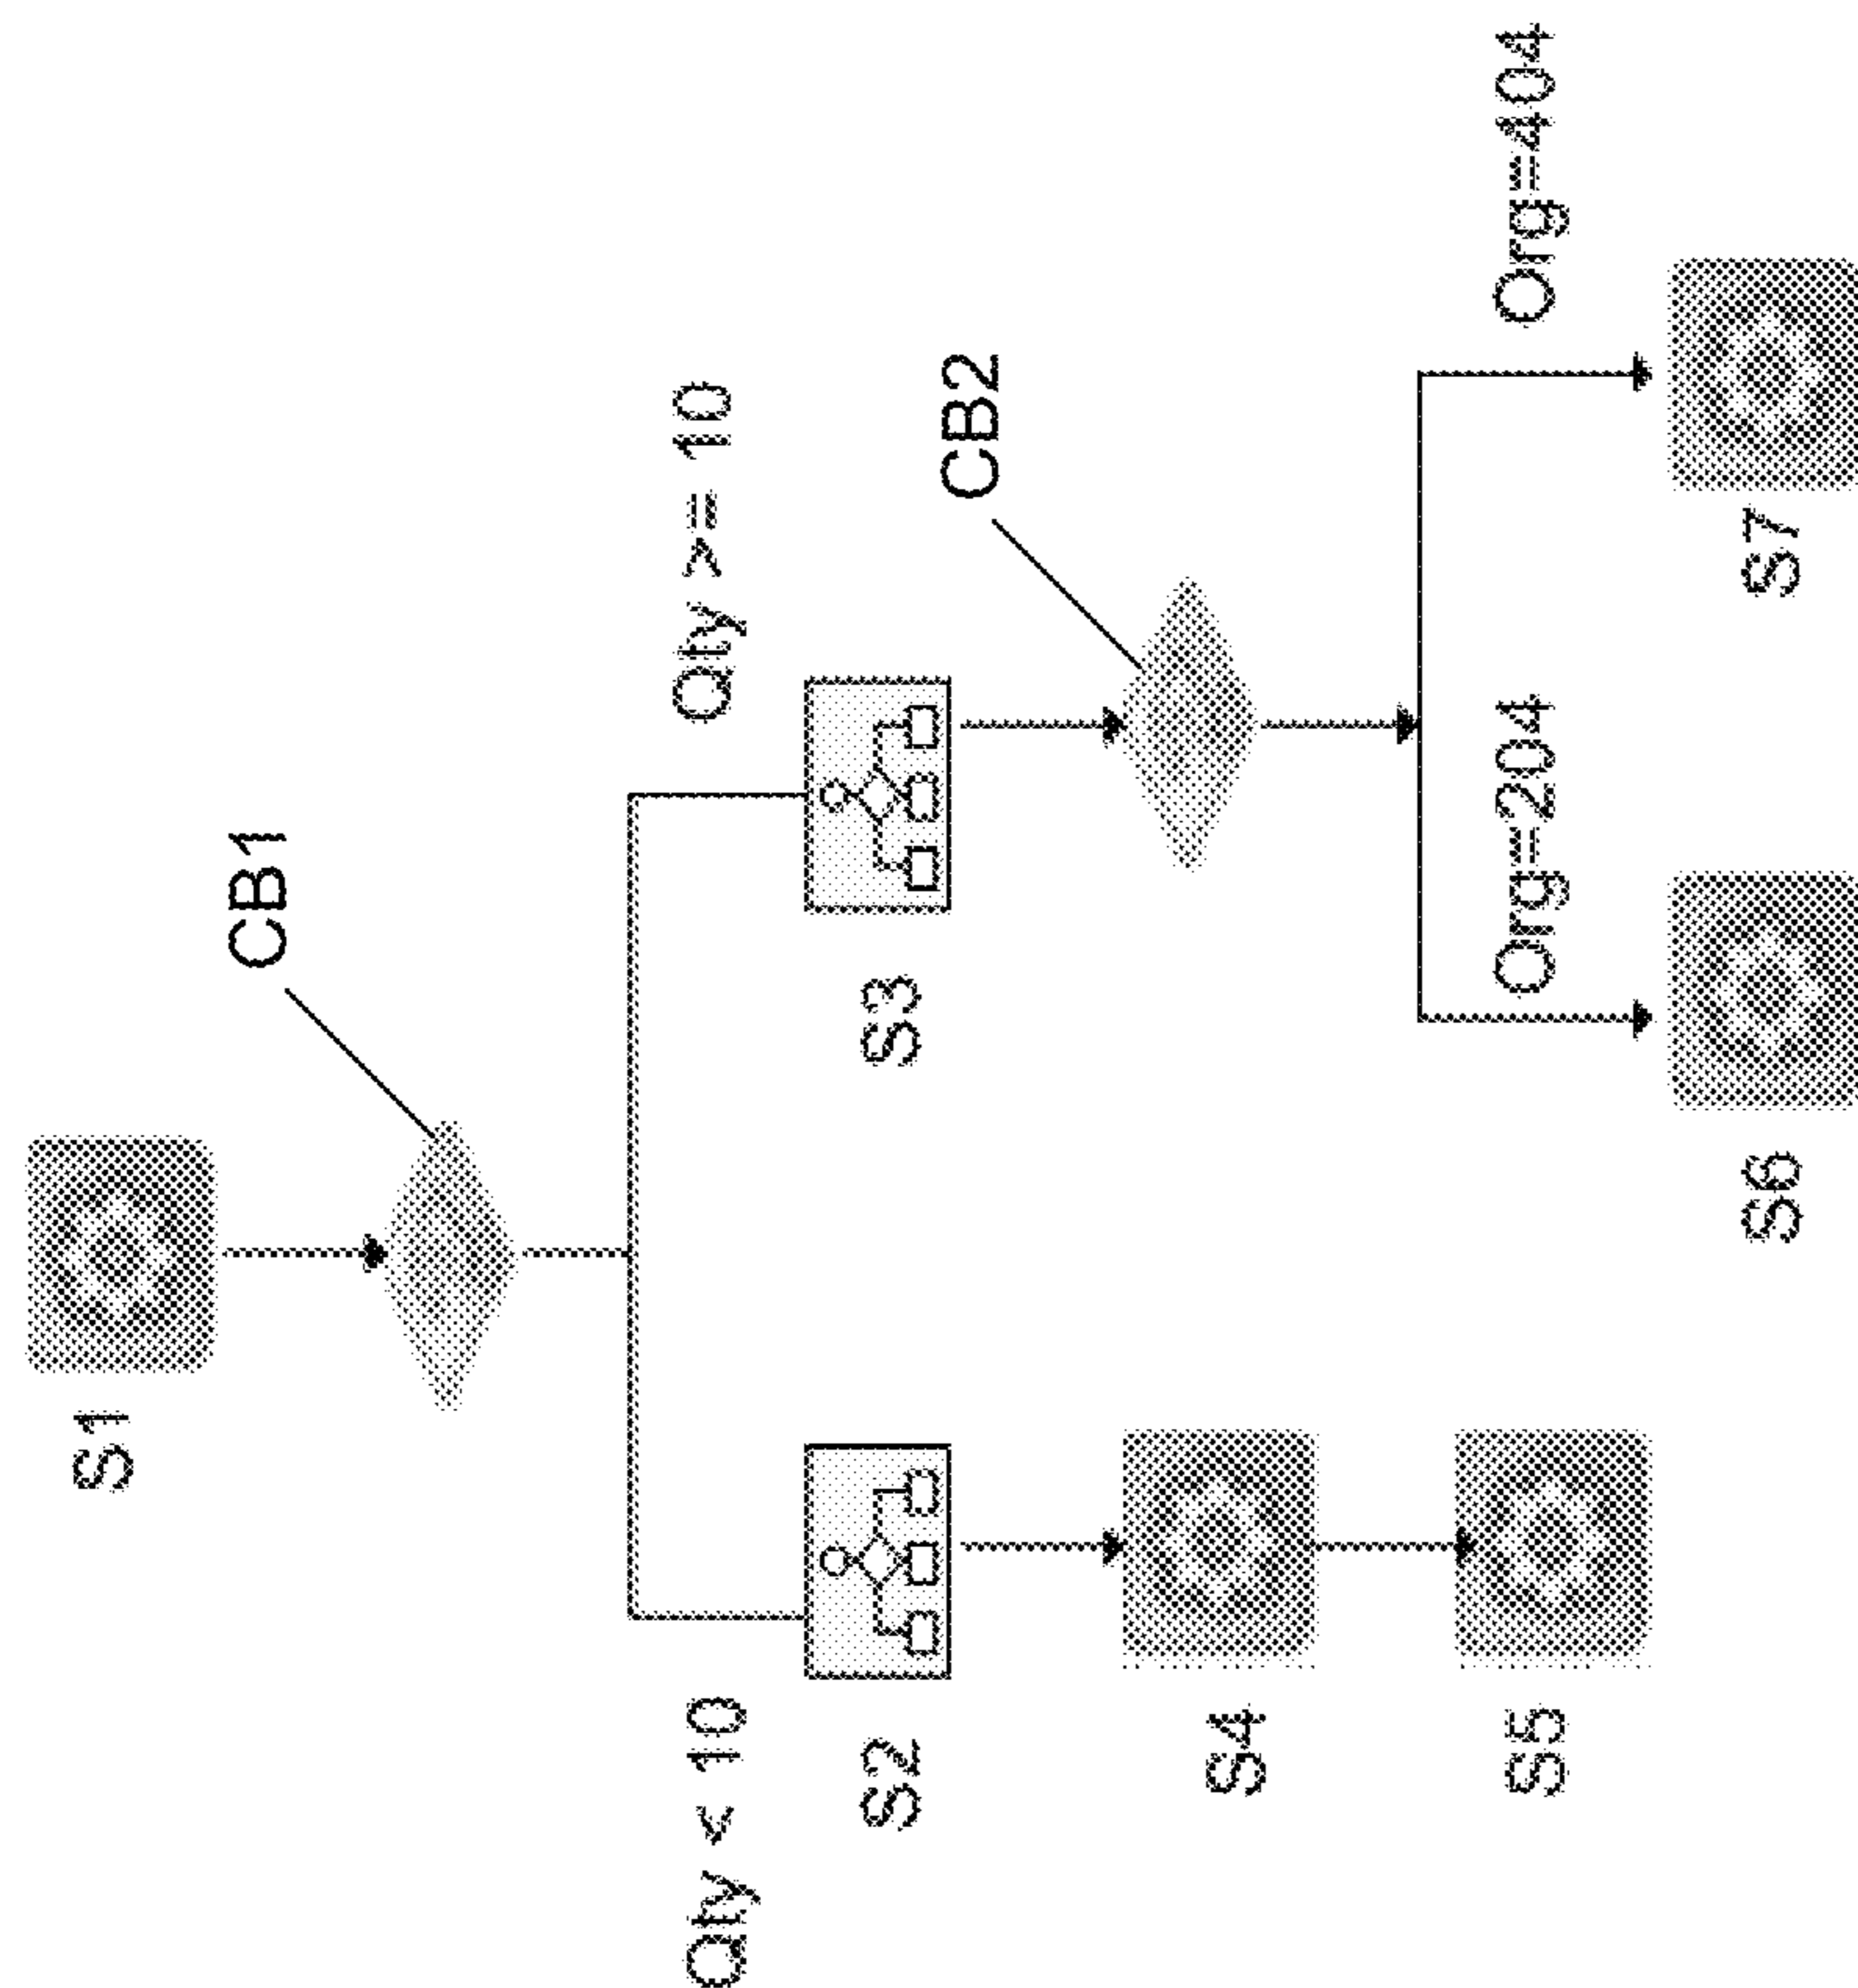 S1
CB1
Qty < 10
Qty >= 10
S2
S3
CB2
S4
S5
Org=204
Org=404
S6
S7